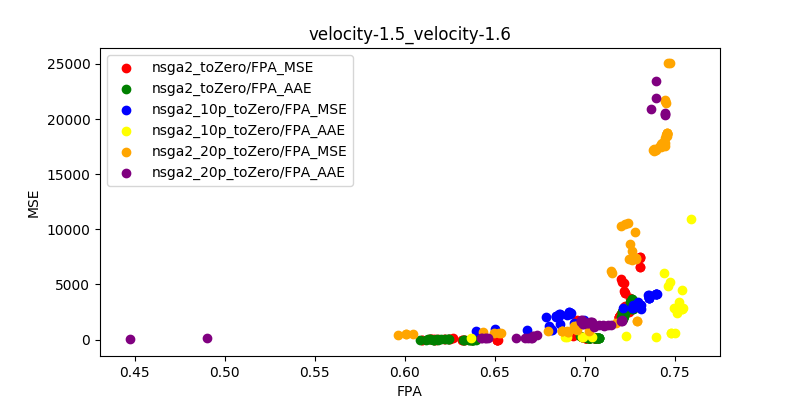 velocity-1.5_velocity-1.6
nsga2_toZero/FPA_MSE
nsga2_toZero/FPA_AAE
nsga2_10p_toZero/FPA_MSE
nsga2_10p_toZero/FPA_AAE
nsga2_20p_toZero/FPA_MSE
nsga2_20p_toZero/FPA_AAE
MSE
25000
20000
15000
10000
5000
0
0.45 0.50 0.55 0.60 0.65 0.70 0.75
FPA